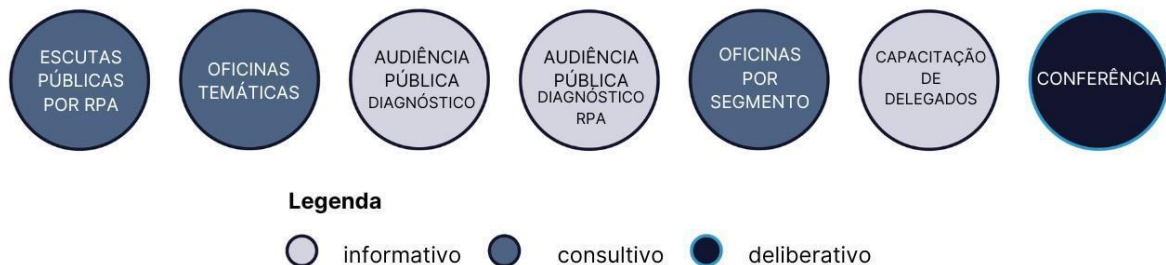 ESCUTAS
PÚBLICAS
POR RPA
OFICINAS
TEMÁTICAS
AUDIÊNCIA
PÚBLICA
DIAGNÓSTICO
AUDIÊNCIA
PÚBLICA
DIAGNÓSTICO
RPA
OFICINAS
POR
SEGMENTO
CAPACITAÇÃO
DE
DELEGADOS
CONFERÊNCIA
Legenda
informativo
consultivo
deliberativo